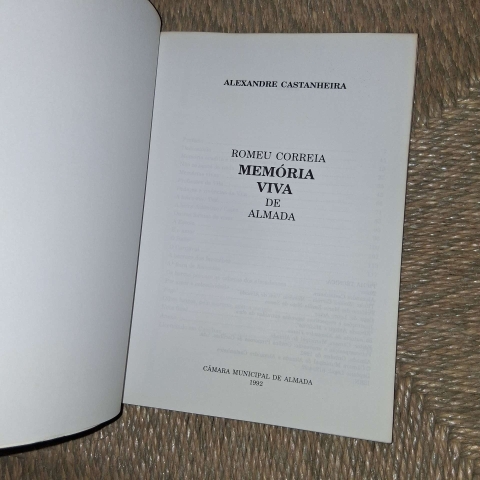 ALEXANDRE CASTANHEIRA
ROMEU CORREIA
MEMÓRIA
VIVA
DE
ALMADA
CÂMARA MUNICIPAL DE ALMADA
1992